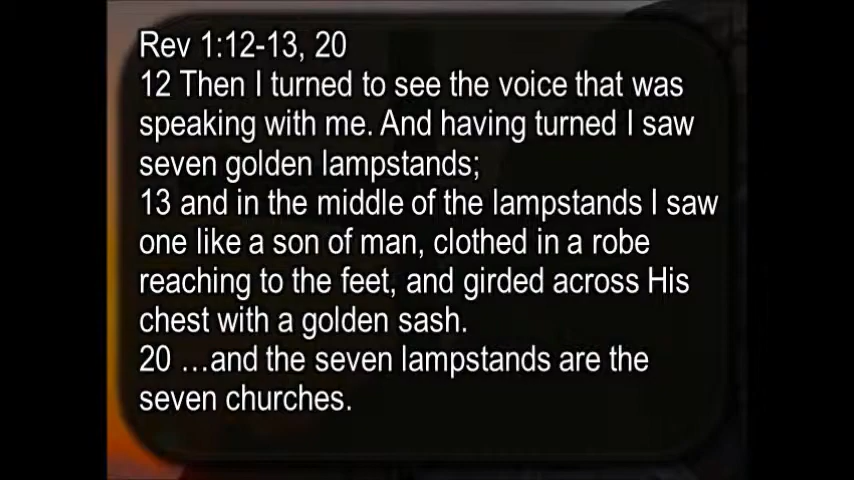 Rev 1:12-13, 20
12 Then I turned to see the voice that was
speaking with me. And having turned I saw
seven golden lampstands;
13 and in the middle of the lampstands I saw
one like a son of man, clothed in a robe
reaching to the feet, and girded across His
chest with a golden sash.
20 …and the seven lampstands are the
seven churches.